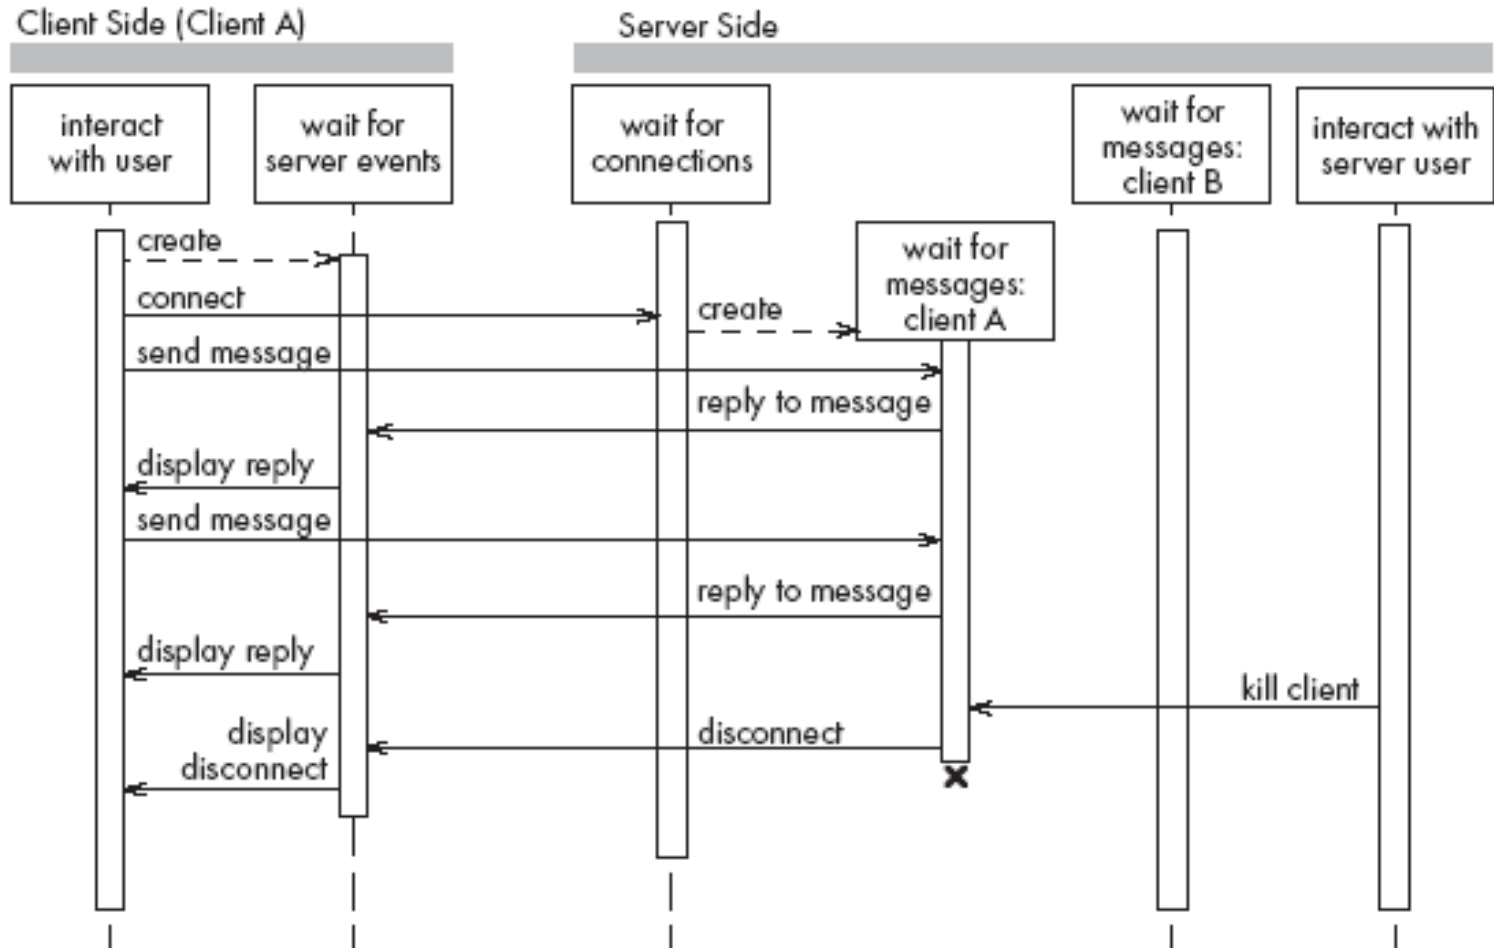 Client Side (Client A)
Server Side
interact
with user
wait for
server events
wait for
connections
wait for
messages:
client B
interact with
server user
wait for
messages:
client A
create
connect
create
send message
reply to message
display reply
send message
reply to message
display reply
kill client
display
disconnect
disconnect